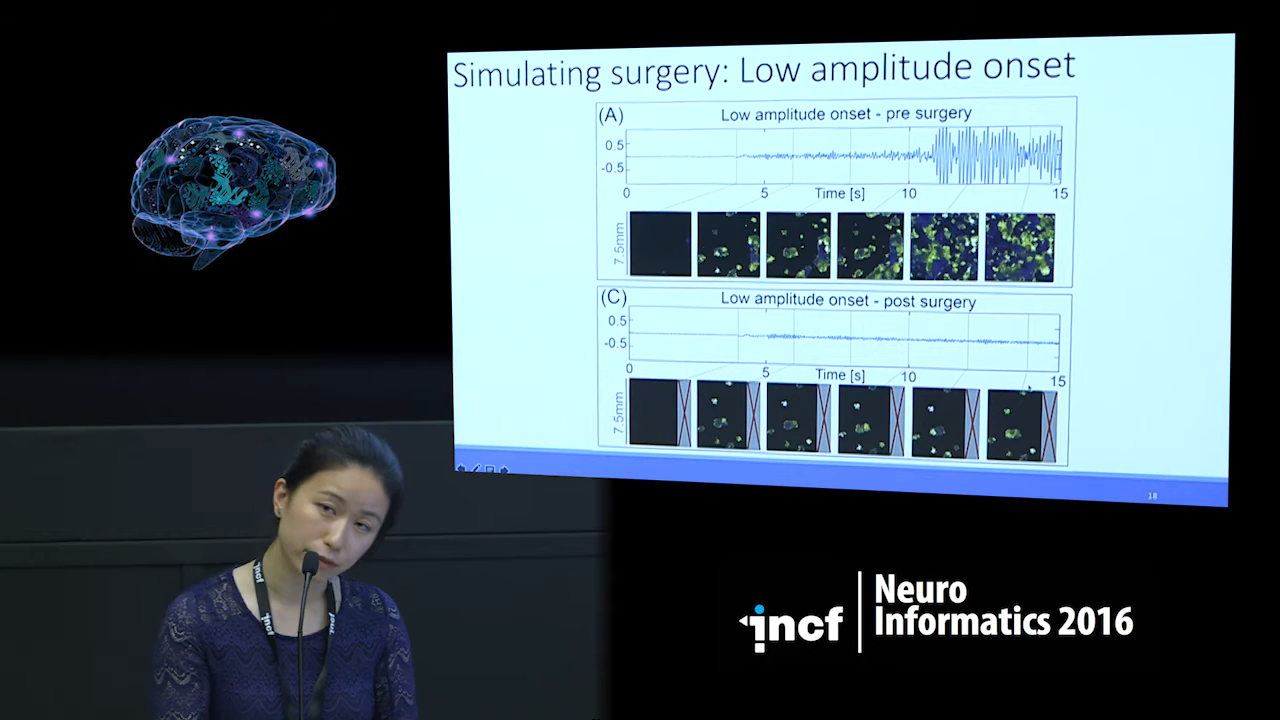 Simulating surgery: Low amplitude onset
(A)
Low amplitude onset - pre surgery
0.5
-0.5
0
5
Time [s]
10
15
7.5mm
(C)
Low amplitude onset - post surgery
0.5
-0.5
0
5
Time [s]
10
15
7.5mm
18
incf
incf
incf
incf
Neuro
Informatics 2016